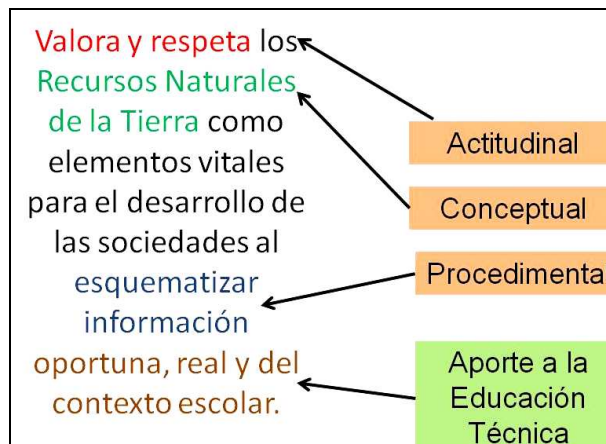 Valora y respeta los
Recursos Naturales
de la Tierra como
elementos vitales
para el desarrollo de
las sociedades al
esquematizar
información
oportuna, real y del
contexto escolar.
Actitudinal
Conceptual
Procedimental
Aporte a la
Educación
Técnica